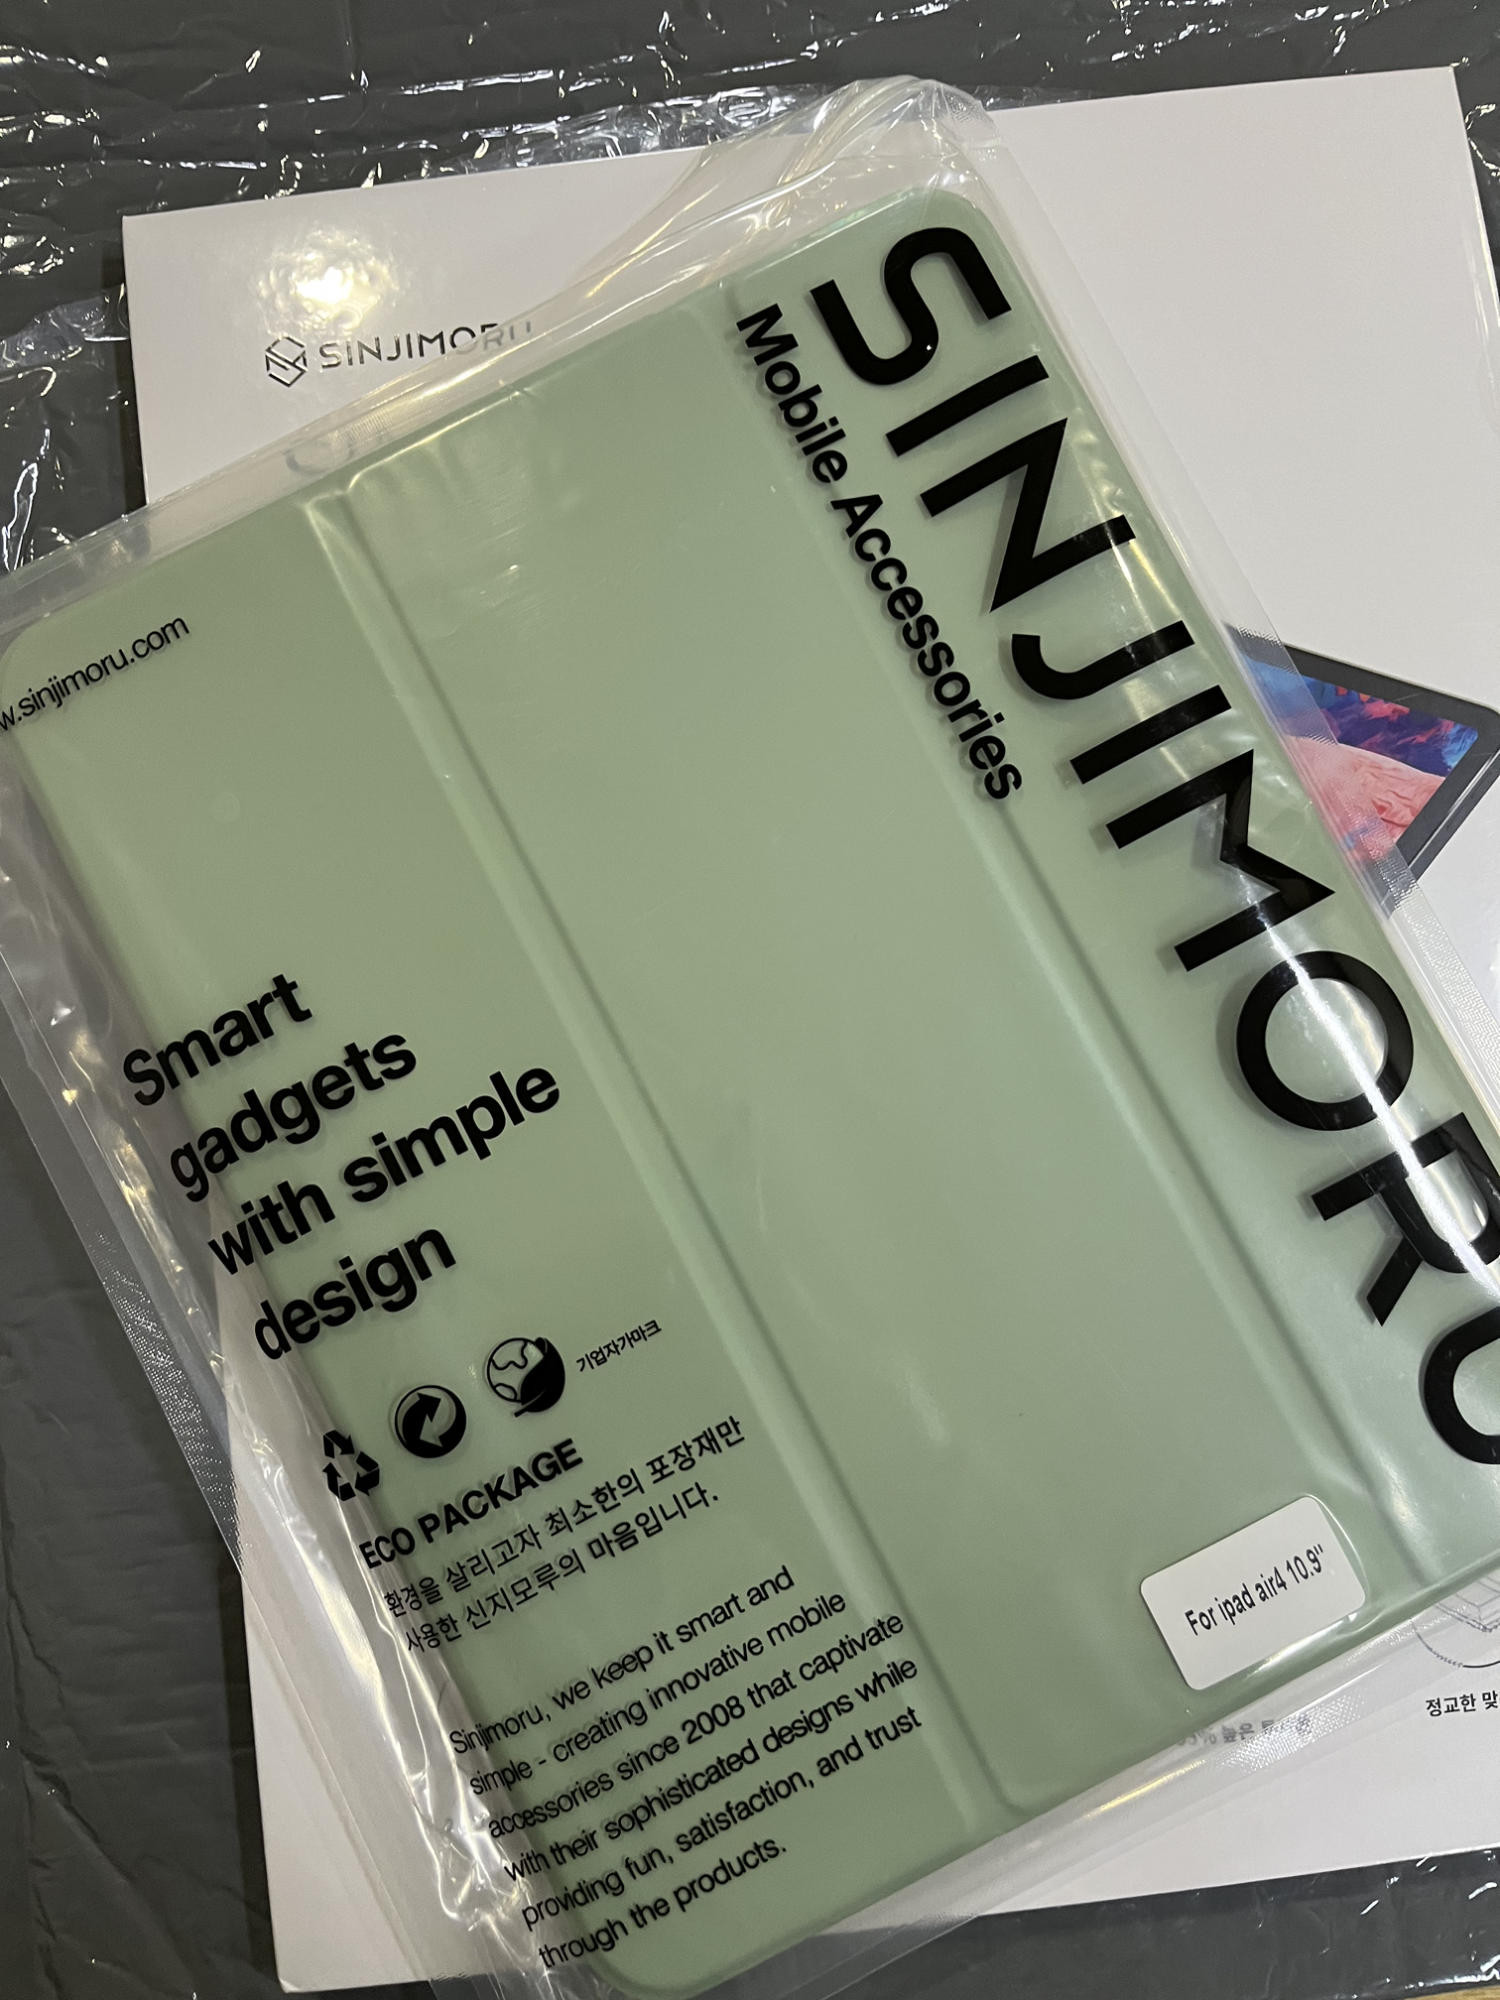 SINJIMORU
SINJIMORU
Mobile Accessories
w.sinjimoru.com
Smart
gadgets
with simple
design
기업자가마크
ECO PACKAGE
환경을 살리고자 최소한의 포장재만
사용한 신지모루의 마음입니다.
Sinjimoru, we keep it smart and
simple - creating innovative mobile
accessories since 2008 that captivate
with their sophisticated designs while
providing fun, satisfaction, and trust
through the products.
For ipad air4 10.9"
정교한
높은